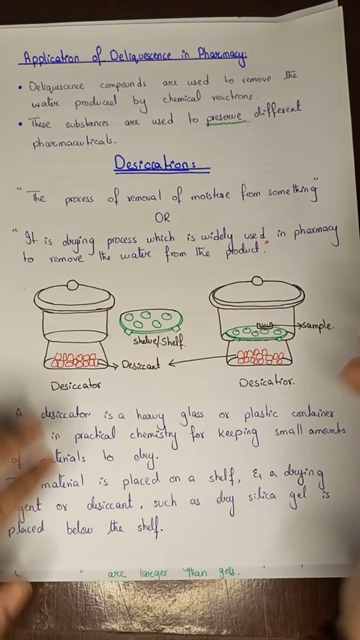 Application of Deliquescence in Pharmacy:
• Deliquescence compounds are used to remove the
water produced by chemical reactions.
• These substances are used to preserve different
pharmaceuticals.
Desiccation:
"The process of removal of moisture from something"
OR
"It is drying process which is widely used in pharmacy
to remove the water from the product."
sample.
shelve/shelf.
Desiccant
Desiccator
Desicator.
A desiccator is a heavy glass or plastic container
in practical chemistry for keeping small amounts
of materials to dry.
material is placed on a shelf, & a drying
agent or desiccant, such as dry silica gel is
placed below the shelf.
are larger than gels.